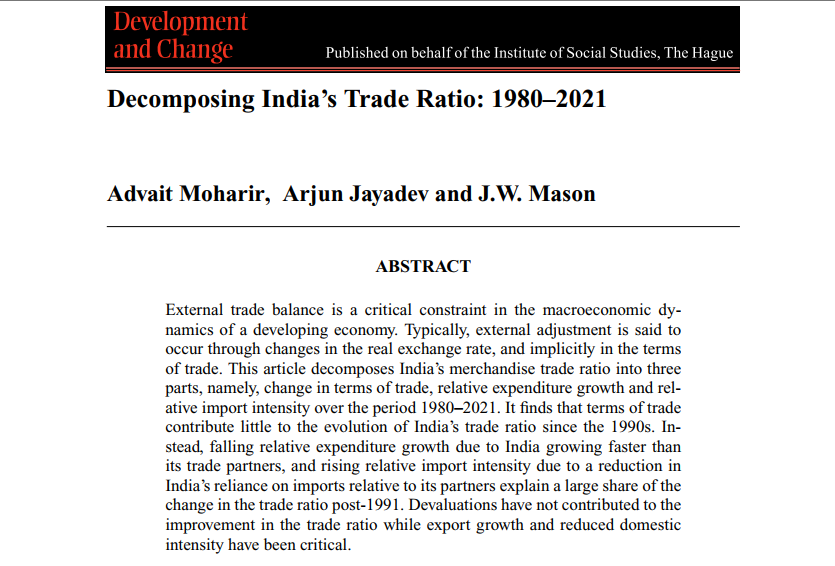 Development
and Change
Published on behalf of the Institute of Social Studies, The Hague
Decomposing India’s Trade Ratio: 1980–2021
Advait Moharir, Arjun Jayadev and J.W. Mason
ABSTRACT
External trade balance is a critical constraint in the macroeconomic dy-
namics of a developing economy. Typically, external adjustment is said to
occur through changes in the real exchange rate, and implicitly in the terms
of trade. This article decomposes India’s merchandise trade ratio into three
parts, namely, change in terms of trade, relative expenditure growth and rel-
ative import intensity over the period 1980–2021. It finds that terms of trade
contribute little to the evolution of India’s trade ratio since the 1990s. In-
stead, falling relative expenditure growth due to India growing faster than
its trade partners, and rising relative import intensity due to a reduction in
India’s reliance on imports relative to its partners explain a large share of the
change in the trade ratio post-1991. Devaluations have not contributed to the
improvement in the trade ratio while export growth and reduced domestic
intensity have been critical.